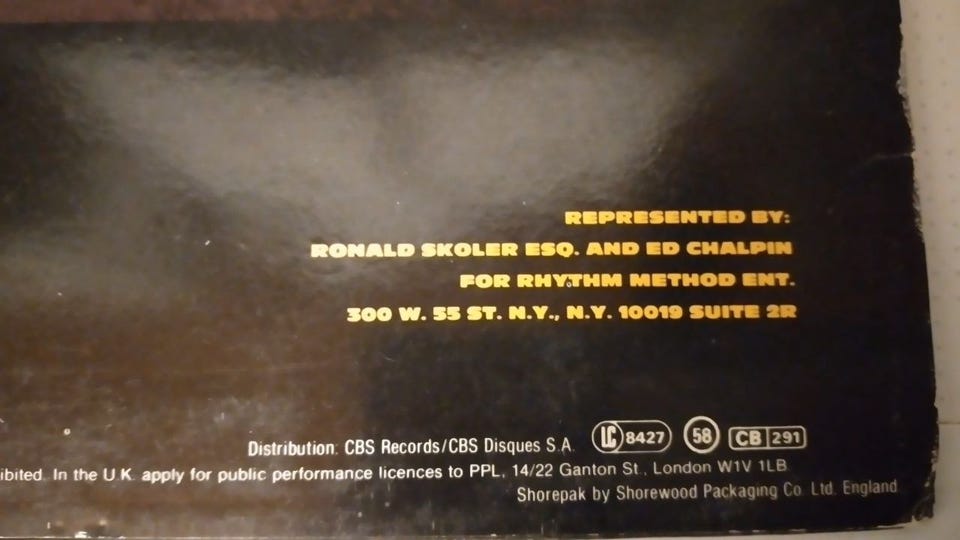 REPRESENTED BY:
RONALD SKOLER ESQ. AND ED CHALPIN
FOR RHYTHM METHOD ENT.
300 W. 55 ST. N.Y., N.Y. 10019 SUITE 2R
Distribution: CBS Records/CBS Disques S.A. LC 8427 58 CB 291
ibited. In the U.K. apply for public performance licences to PPL, 14/22 Ganton St., London W1V 1LB
Shorepak by Shorewood Packaging Co. Ltd. England